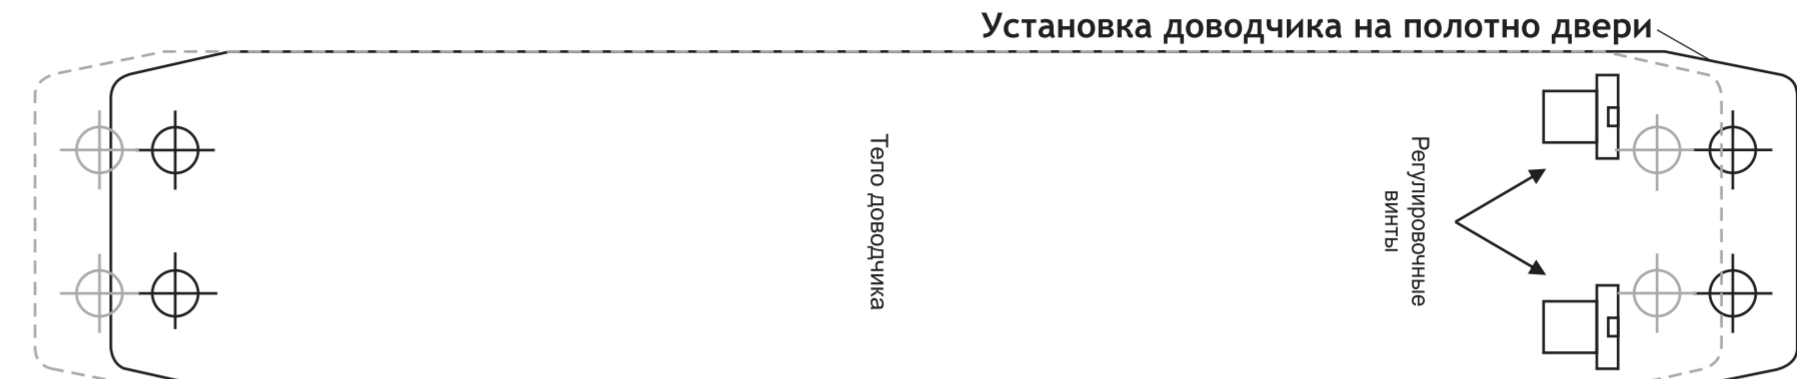 Установка доводчика на полотно двери
Тело доводчика
Регулировочные
винты